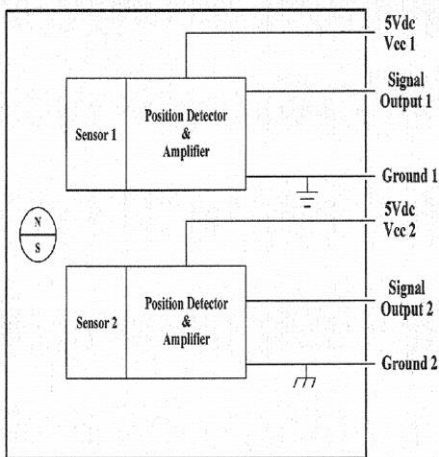 5Vdc
Vcc 1
Signal
Output 1
Sensor 1
Position Detector
&
Amplifier
Ground 1
5Vdc
Vcc 2
N
S
Signal
Output 2
Sensor 2
Position Detector
&
Amplifier
Ground 2